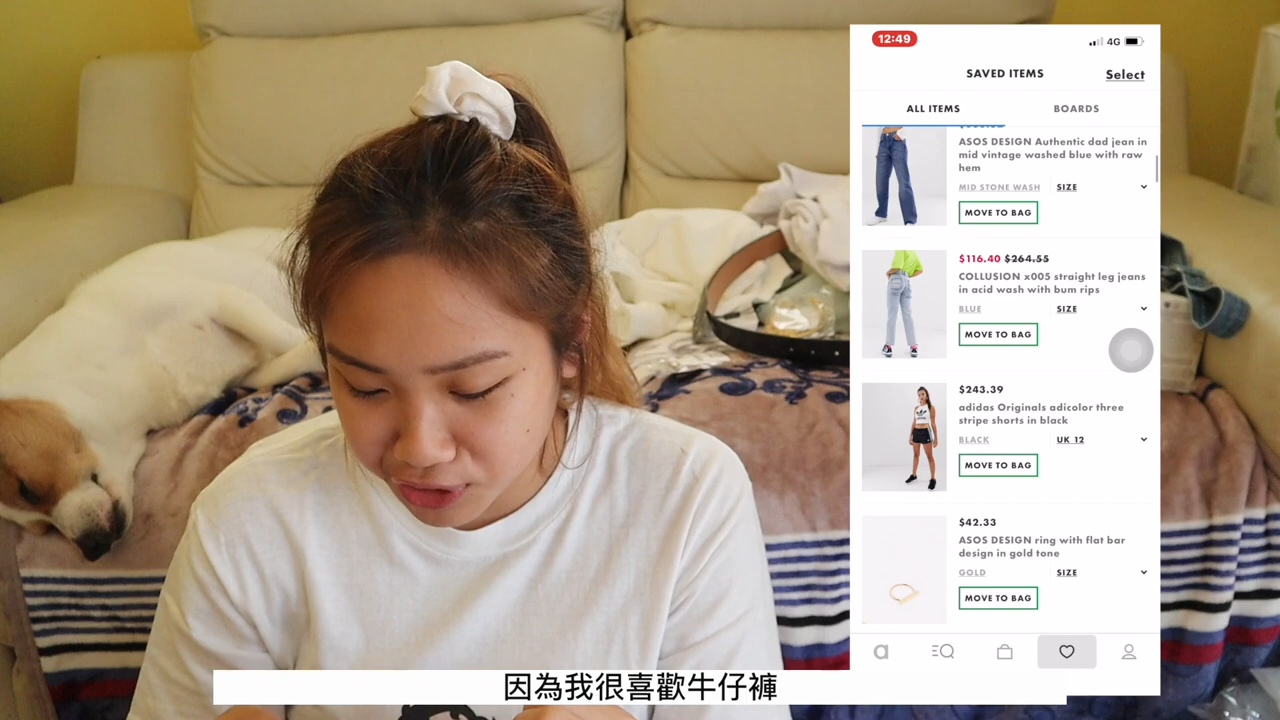 12:49
4G
SAVED ITEMS
Select
ALL ITEMS
BOARDS
ASOS DESIGN Authentic dad jean in
mid vintage washed blue with raw
hem
MID STONE WASH
SIZE
MOVE TO BAG
$116.40 $264.55
COLLUSION x005 straight leg jeans
in acid wash with bum rips
BLUE
SIZE
MOVE TO BAG
$243.39
adidas Originals adicolor three
stripe shorts in black
BLACK
UK 12
MOVE TO BAG
$42.33
ASOS DESIGN ring with flat bar
design in gold tone
GOLD
SIZE
MOVE TO BAG
因為我很喜歡牛仔褲